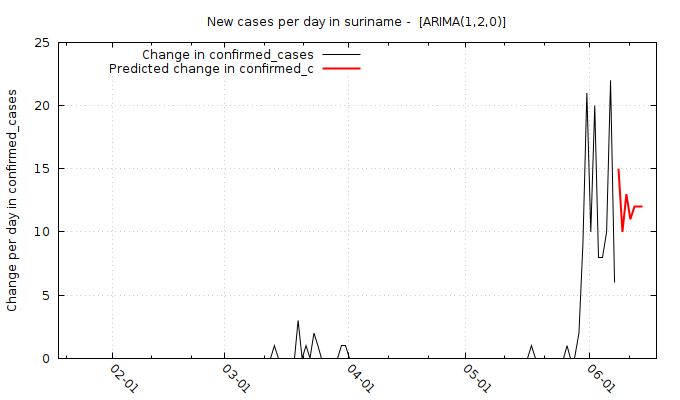 New cases per day in suriname - [ARIMA(1,2,0)]
Change in confirmed_cases
Predicted change in confirmed_c
Change per day in confirmed_cases
25
20
15
10
5
0
02-01
03-01
04-01
05-01
06-01